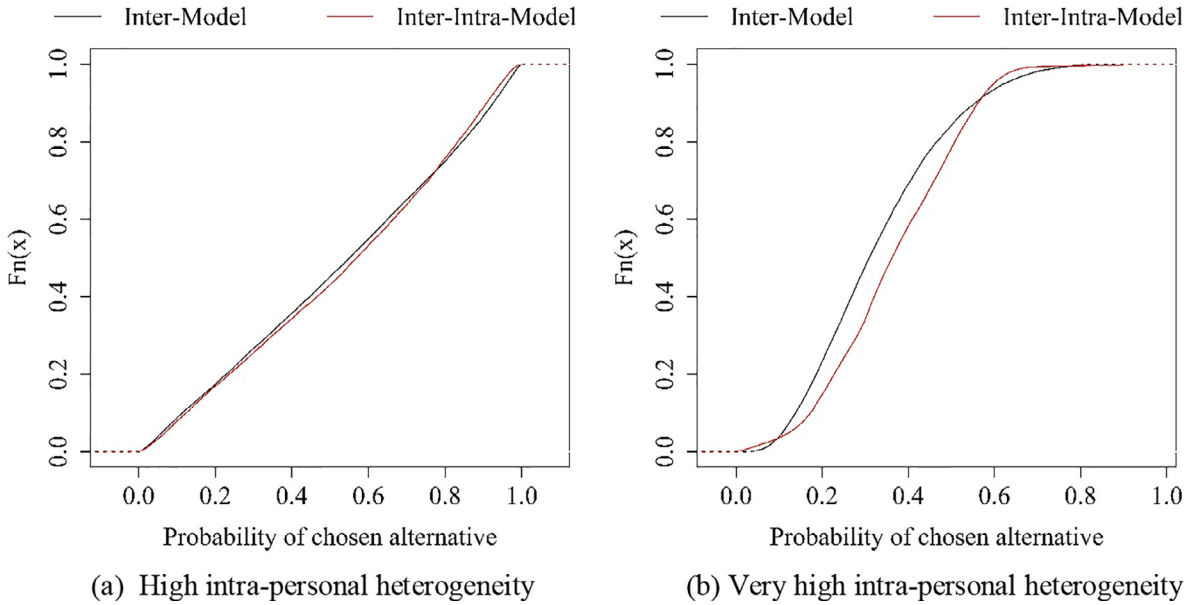 Inter-Model Inter-Intra-Model
Fn(x)
1.0
0.8
0.6
0.4
0.2
0.0
0.0 0.2 0.4 0.6 0.8 1.0
Probability of chosen alternative
(a) High intra-personal heterogeneity
Inter-Model Inter-Intra-Model
Fn(x)
1.0
0.8
0.6
0.4
0.2
0.0
0.0 0.2 0.4 0.6 0.8 1.0
Probability of chosen alternative
(b) Very high intra-personal heterogeneity